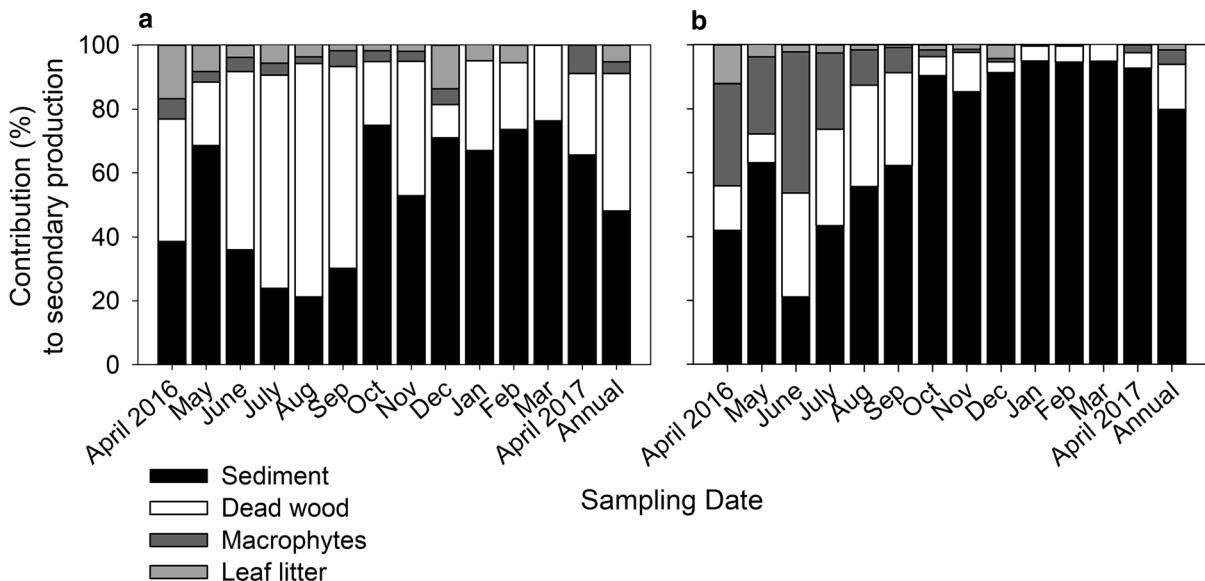 a
b
Contribution (%)
to secondary production
100
80
60
40
20
0
April 2016
May
June
July
Aug
Sep
Oct
Nov
Dec
Jan
Feb
Mar
April 2017
Annual
April 2016
May
June
July
Aug
Sep
Oct
Nov
Dec
Jan
Feb
Mar
April 2017
Annual
Sampling Date
Sediment
Dead wood
Macrophytes
Leaf litter